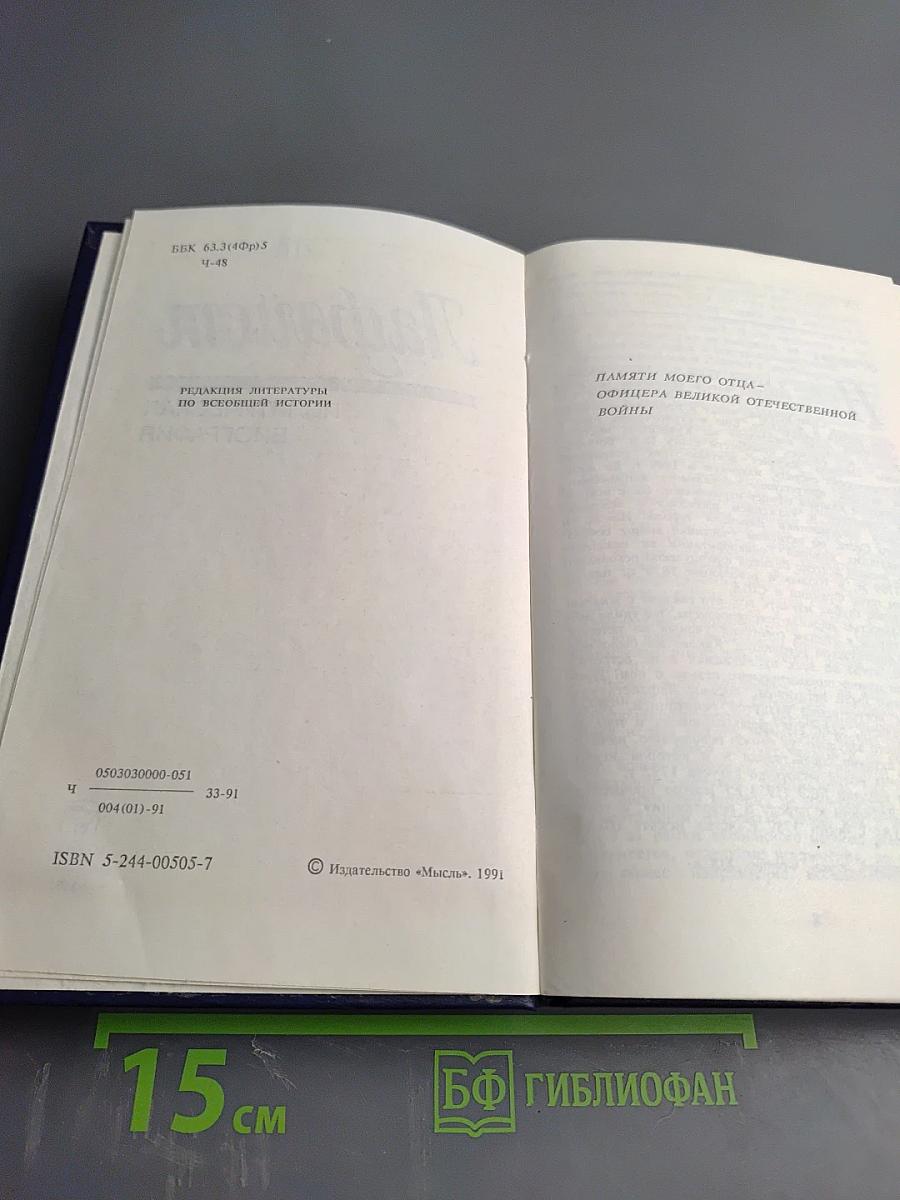 ББК 63.3(4Фр)5
Ч-48
РЕДАКЦИЯ ЛИТЕРАТУРЫ
ПО ВСЕОБЩЕЙ ИСТОРИИ
0503030000-051
Ч 33-91
004(01)-91
ISBN 5-244-00505-7
© Издательство «Мысль». 1991
ПАМЯТИ МОЕГО ОТЦА–
ОФИЦЕРА ВЕЛИКОЙ ОТЕЧЕСТВЕННОЙ
ВОЙНЫ
15 см
БФ ГИБЛИОФАН